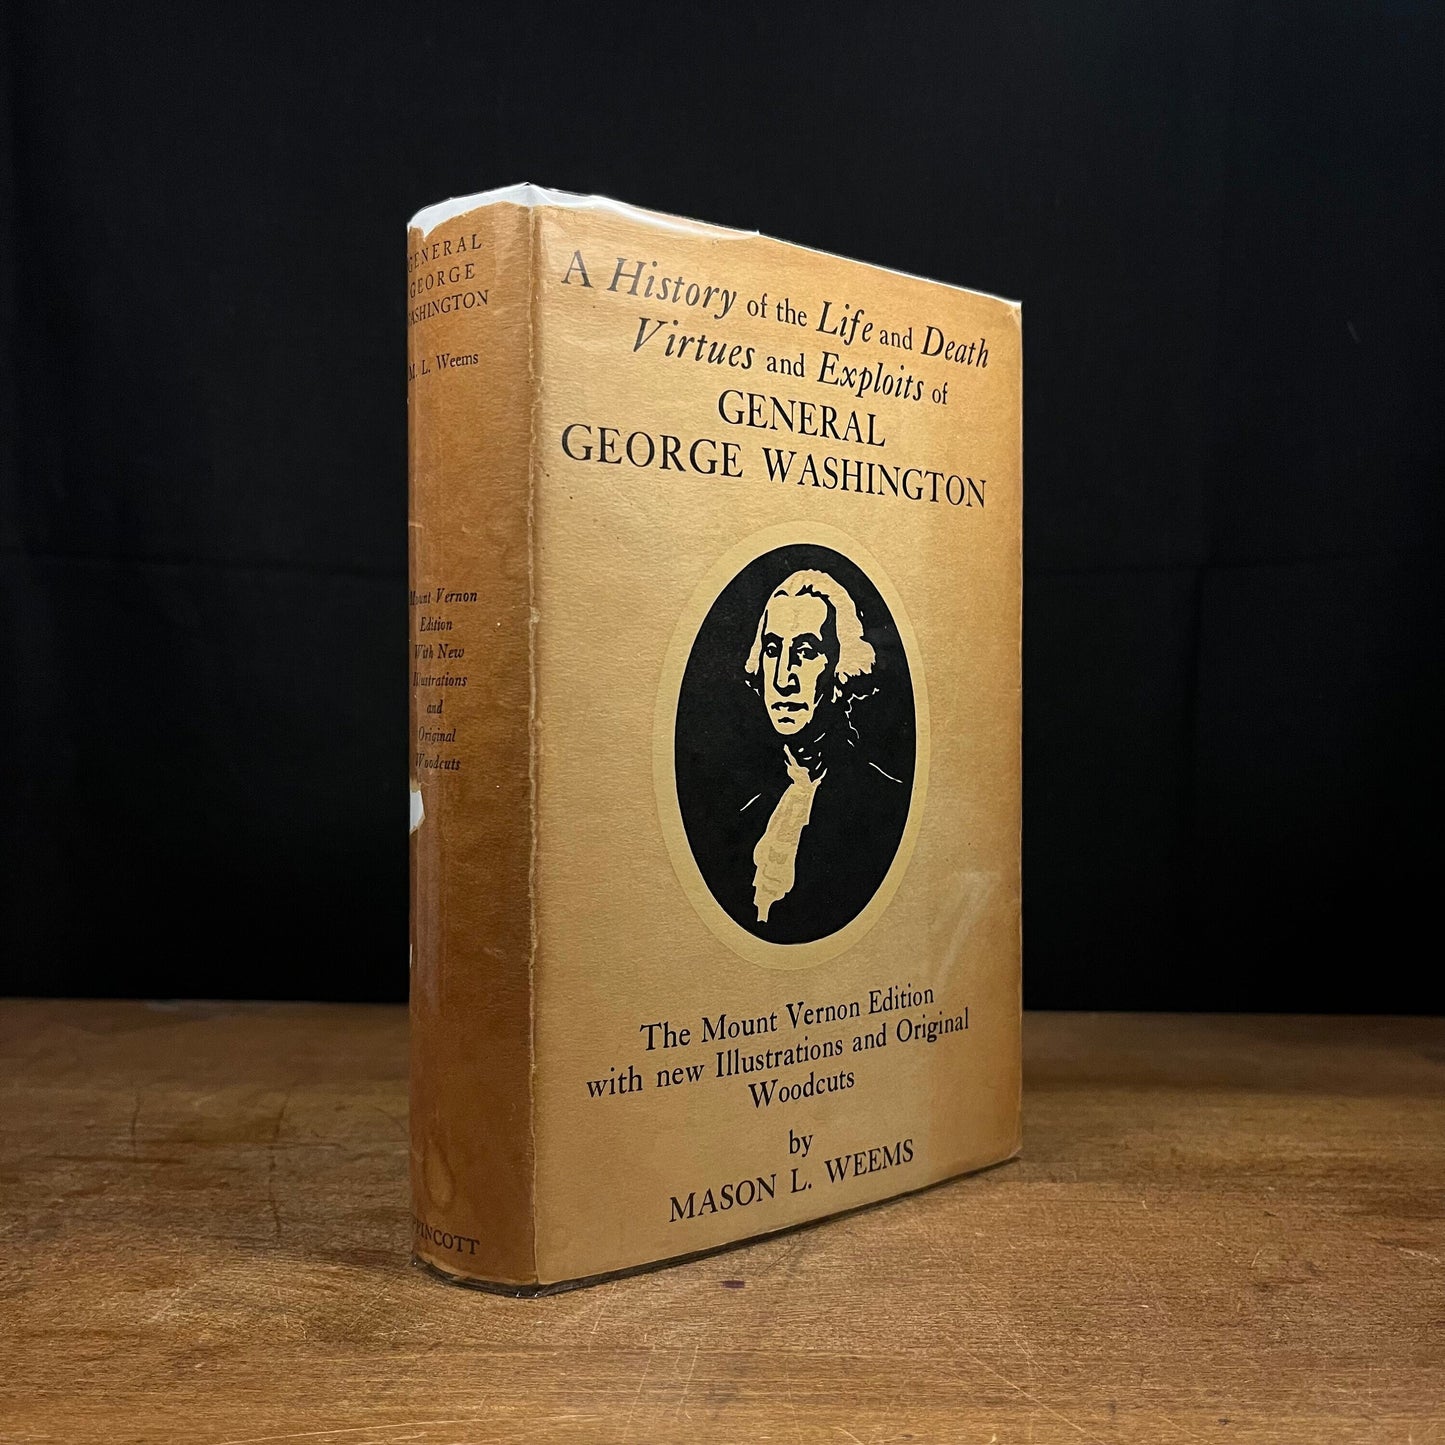 A History of the Life and Death
Virtues and Exploits of
GENERAL
GEORGE WASHINGTON
The Mount Vernon Edition
with new Illustrations and Original
Woodcuts
by
MASON L. WEEMS
GENERAL
GEORGE
WASHINGTON
M. L. Weems
Mount Vernon
Edition
With New
Illustrations
and
Original
Woodcuts
PPINCOTT